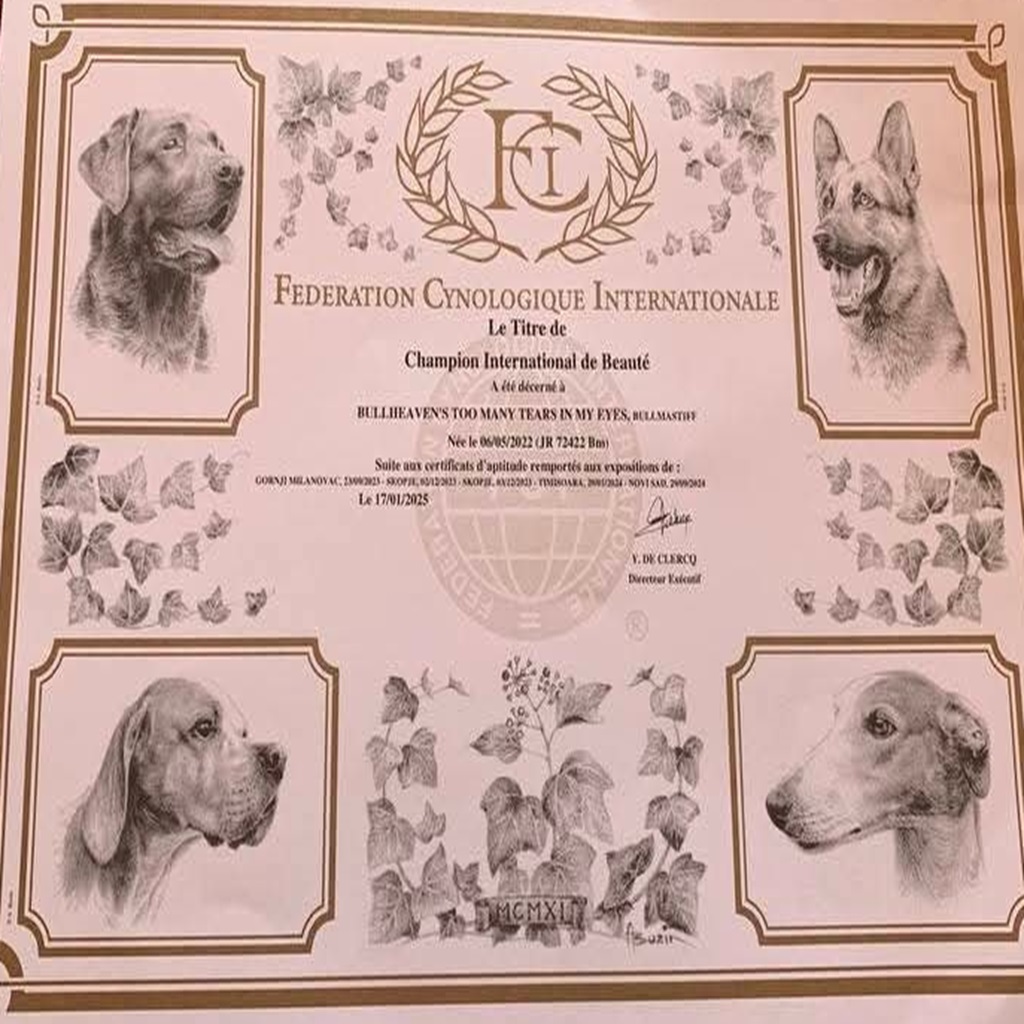 FCI
FEDERATION CYNOLOGIQUE INTERNATIONALE
Le Titre de
Champion International de Beauté
A été décerné à
BULLHEAVEN'S TOO MANY TEARS IN MY EYES, BULLMASTIFF
Née le 06/05/2022 (JR 72422 Bm)
Suite aux certificats d'aptitude remportés aux expositions de :
GORNJI MILANOVAC, 23/09/2023 - SKOPJE, 02/12/2023 - SKOPJE, 03/12/2023 - TIMISOARA, - NOVI SAD, 29/09/2024
Le 17/01/2025
Y. DE CLERCQ
Directeur Exécutif
®
MCMXI